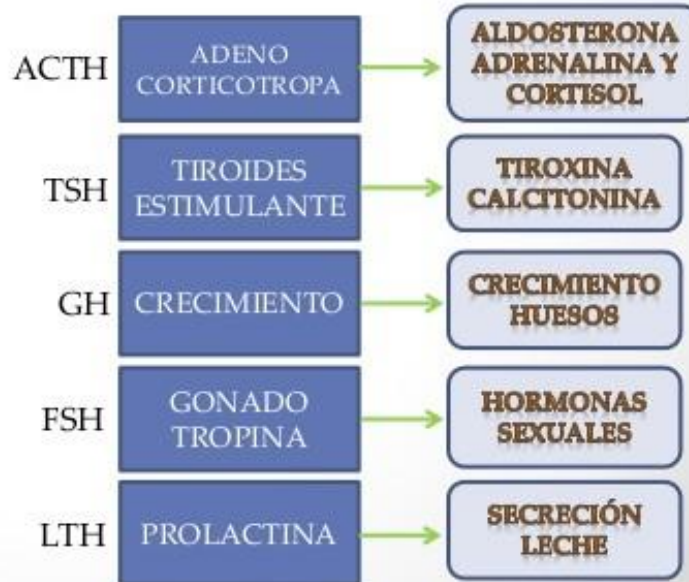 ACTH
ADENO
CORTICOTROPA
ALDOSTERONA
ADRENALINA Y
CORTISOL
TSH
TIROIDES
ESTIMULANTE
TIROXINA
CALCITONINA
GH
CRECIMIENTO
CRECIMIENTO
HUESOS
FSH
GONADO
TROPINA
HORMONAS
SEXUALES
LTH
PROLACTINA
SECRECIÓN
LECHE